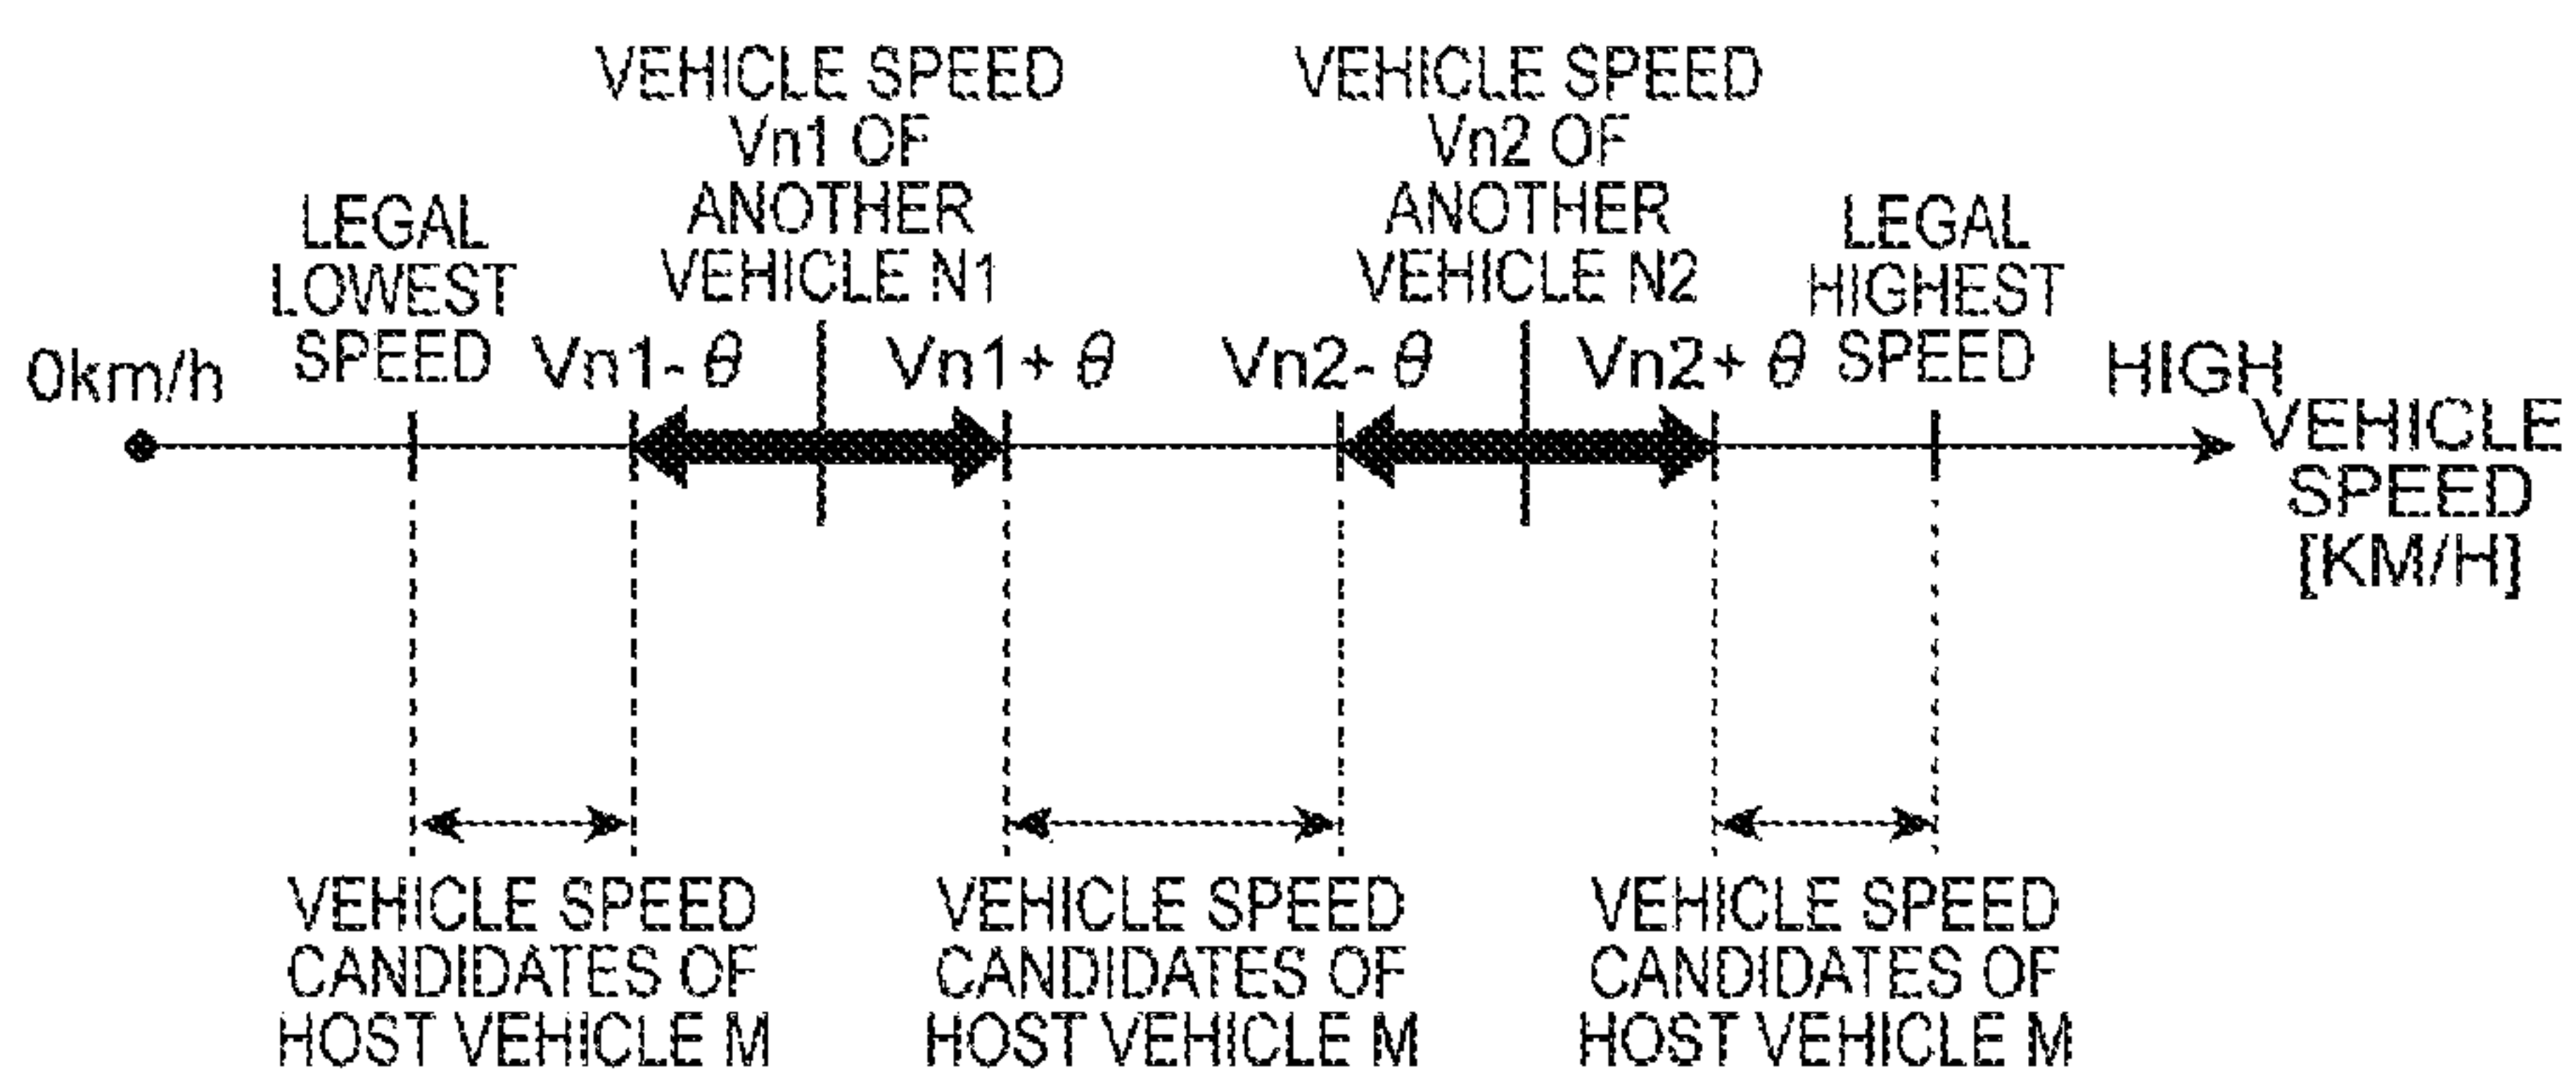 VEHICLE SPEED
Vn1 OF
ANOTHER
VEHICLE N1
VEHICLE SPEED
Vn2 OF
ANOTHER
VEHICLE N2
LEGAL
LOWEST
SPEED
LEGAL
HIGHEST
SPEED
0km/h
Vn1- θ
Vn1+ θ
Vn2- θ
Vn2+ θ
HIGH
VEHICLE
SPEED
[KM/H]
VEHICLE SPEED
CANDIDATES OF
HOST VEHICLE M
VEHICLE SPEED
CANDIDATES OF
HOST VEHICLE M
VEHICLE SPEED
CANDIDATES OF
HOST VEHICLE M